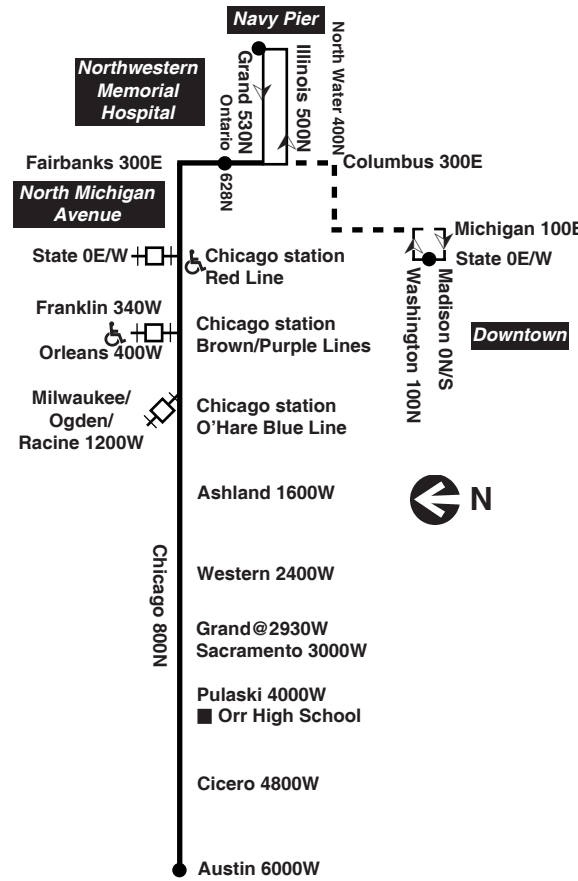 Navy Pier
Northwestern
Memorial
Hospital
Grand 530N
Illinois 500N
North Water 400N
Ontario
628N
Fairbanks 300E
Columbus 300E
North Michigan
Avenue
Michigan 100E
State 0E/W
Chicago station
Red Line
State 0E/W
Washington 100N
Madison 0N/S
Downtown
Franklin 340W
Orleans 400W
Chicago station
Brown/Purple Lines
Milwaukee/
Ogden/
Racine 1200W
Chicago station
O'Hare Blue Line
Ashland 1600W
N
Chicago 800N
Western 2400W
Grand@2930W
Sacramento 3000W
Pulaski 4000W
Orr High School
Cicero 4800W
Austin 6000W